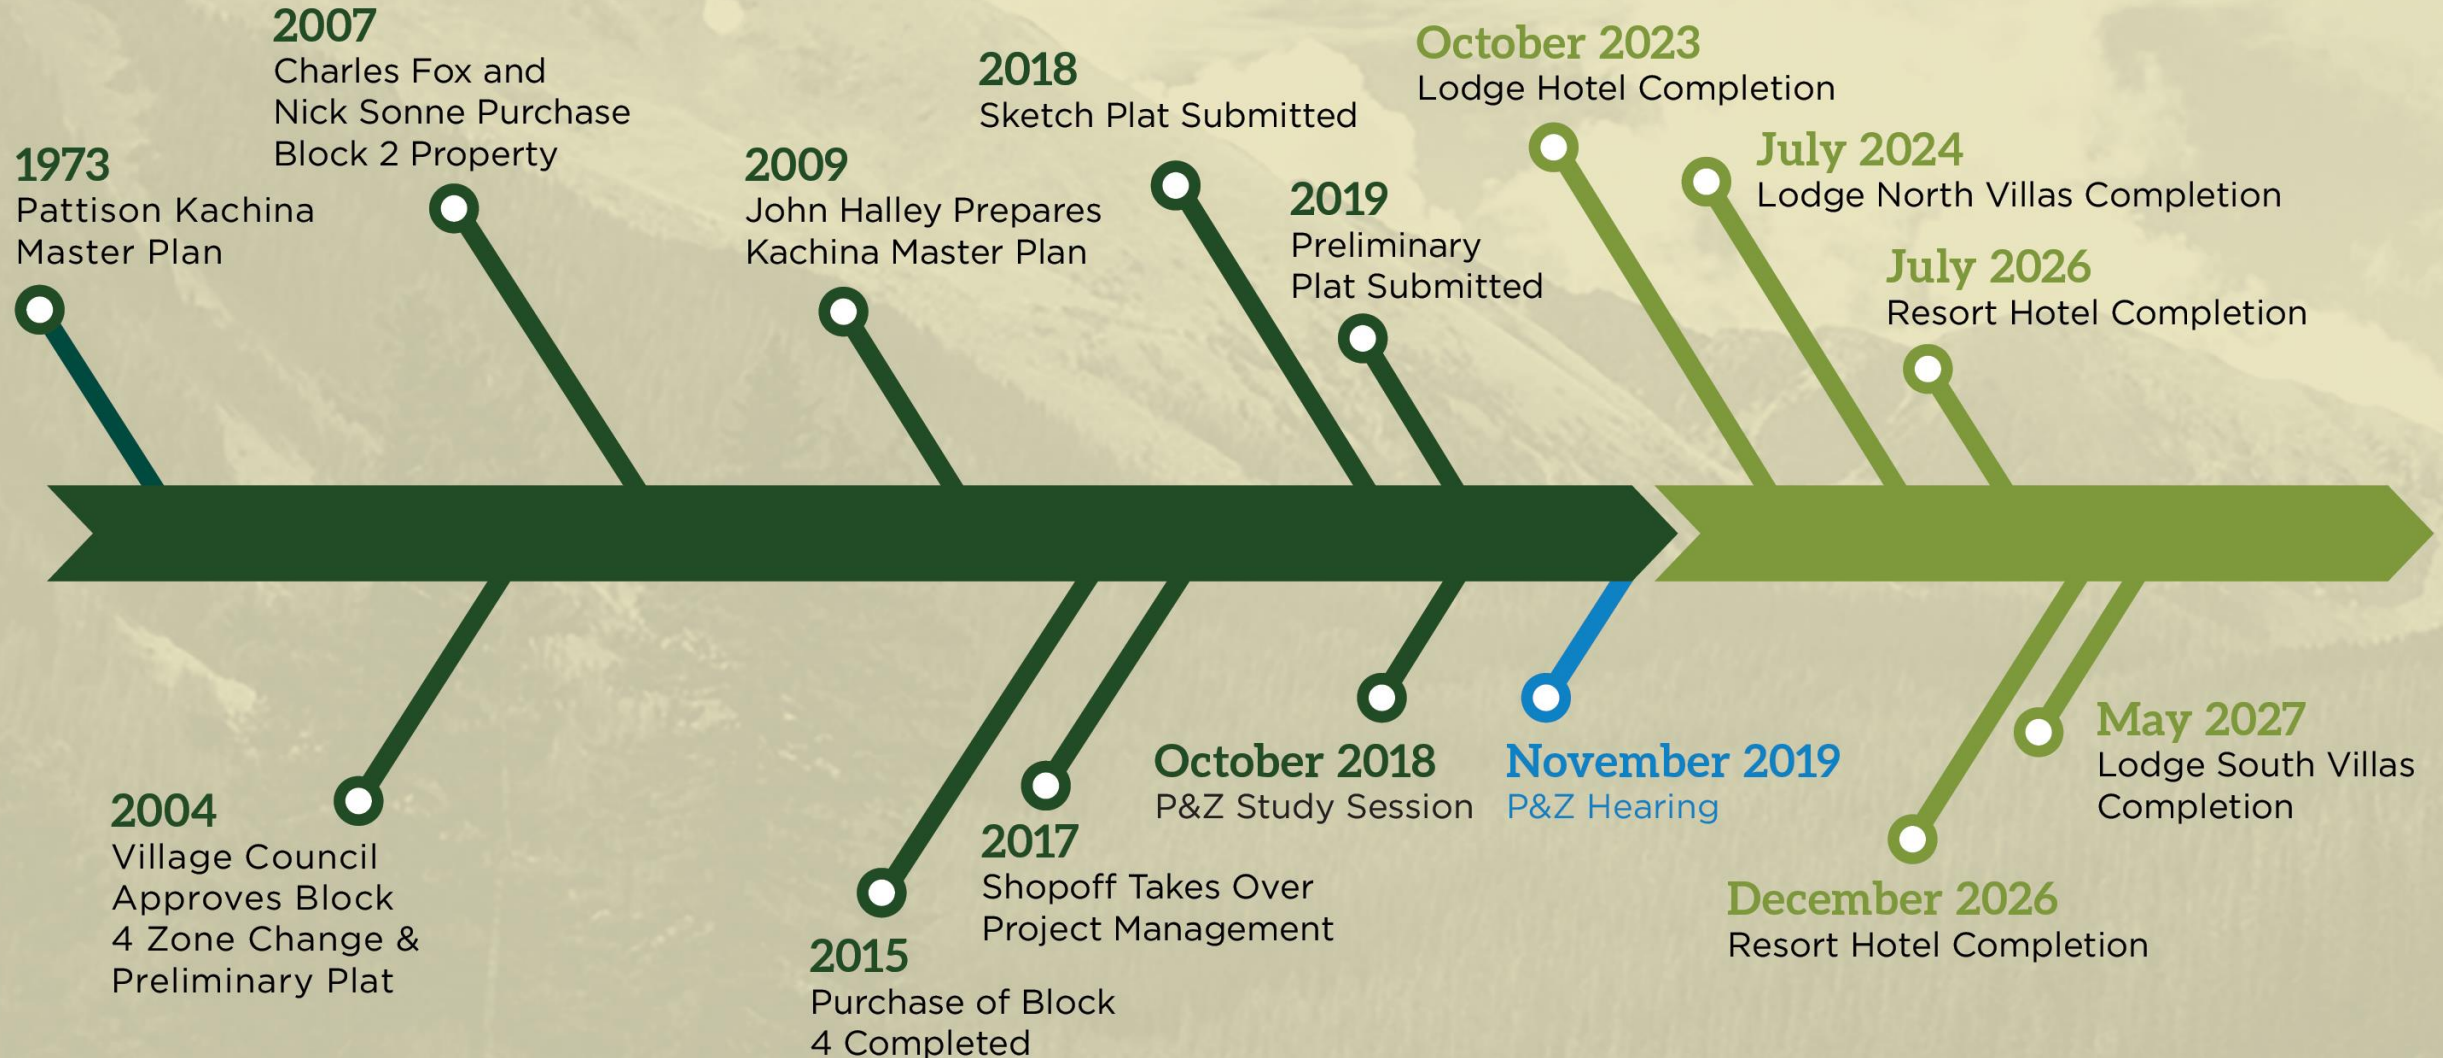 1973
Pattison Kachina
Master Plan
2007
Charles Fox and
Nick Sonne Purchase
Block 2 Property
2009
John Halley Prepares
Kachina Master Plan
2018
Sketch Plat Submitted
2019
Preliminary
Plat Submitted
October 2023
Lodge Hotel Completion
July 2024
Lodge North Villas Completion
July 2026
Resort Hotel Completion
2004
Village Council
Approves Block
4 Zone Change &
Preliminary Plat
2015
Purchase of Block
4 Completed
2017
Shopoff Takes Over
Project Management
October 2018
P&Z Study Session
November 2019
P&Z Hearing
December 2026
Resort Hotel Completion
May 2027
Lodge South Villas
Completion